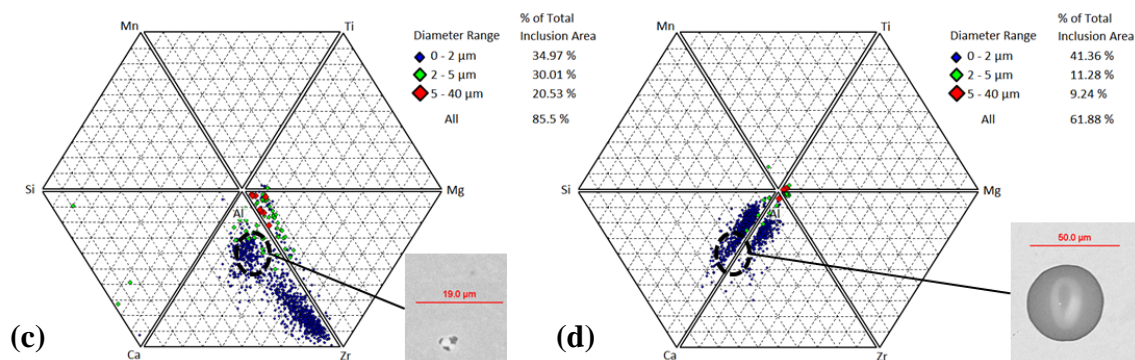 Mn
Ti
Diameter Range
% of Total
Inclusion Area
0 - 2 µm
34.97 %
2 - 5 µm
30.01 %
5 - 40 µm
20.53 %
All
85.5 %
Si
Mg
Al
19.0 µm
(c)
Ca
Zr
Mn
Ti
Diameter Range
% of Total
Inclusion Area
0 - 2 µm
41.36 %
2 - 5 µm
11.28 %
5 - 40 µm
9.24 %
All
61.88 %
Si
Mg
Al
50.0 µm
(d)
Ca
Zr